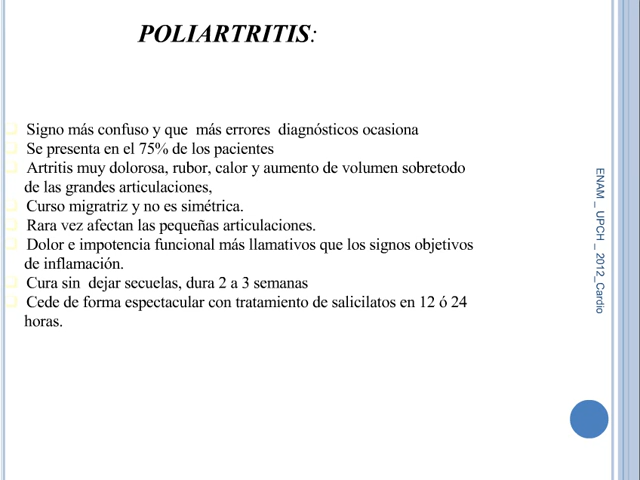 POLIARTRITIS:
Signo más confuso y que más errores diagnósticos ocasiona
Se presenta en el 75% de los pacientes
Artritis muy dolorosa, rubor, calor y aumento de volumen sobretodo
de las grandes articulaciones,
Curso migratriz y no es simétrica.
Rara vez afectan las pequeñas articulaciones.
Dolor e impotencia funcional más llamativos que los signos objetivos
de inflamación.
Cura sin dejar secuelas, dura 2 a 3 semanas
Cede de forma espectacular con tratamiento de salicilatos en 12 ó 24
horas.
ENAM _ UPCH _ 2012_Cardio